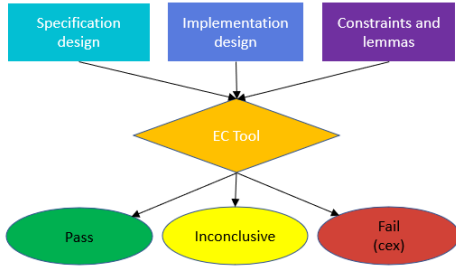 Specification
design
Implementation
design
Constraints and
lemmas
EC Tool
Pass
Inconclusive
Fail
(cex)